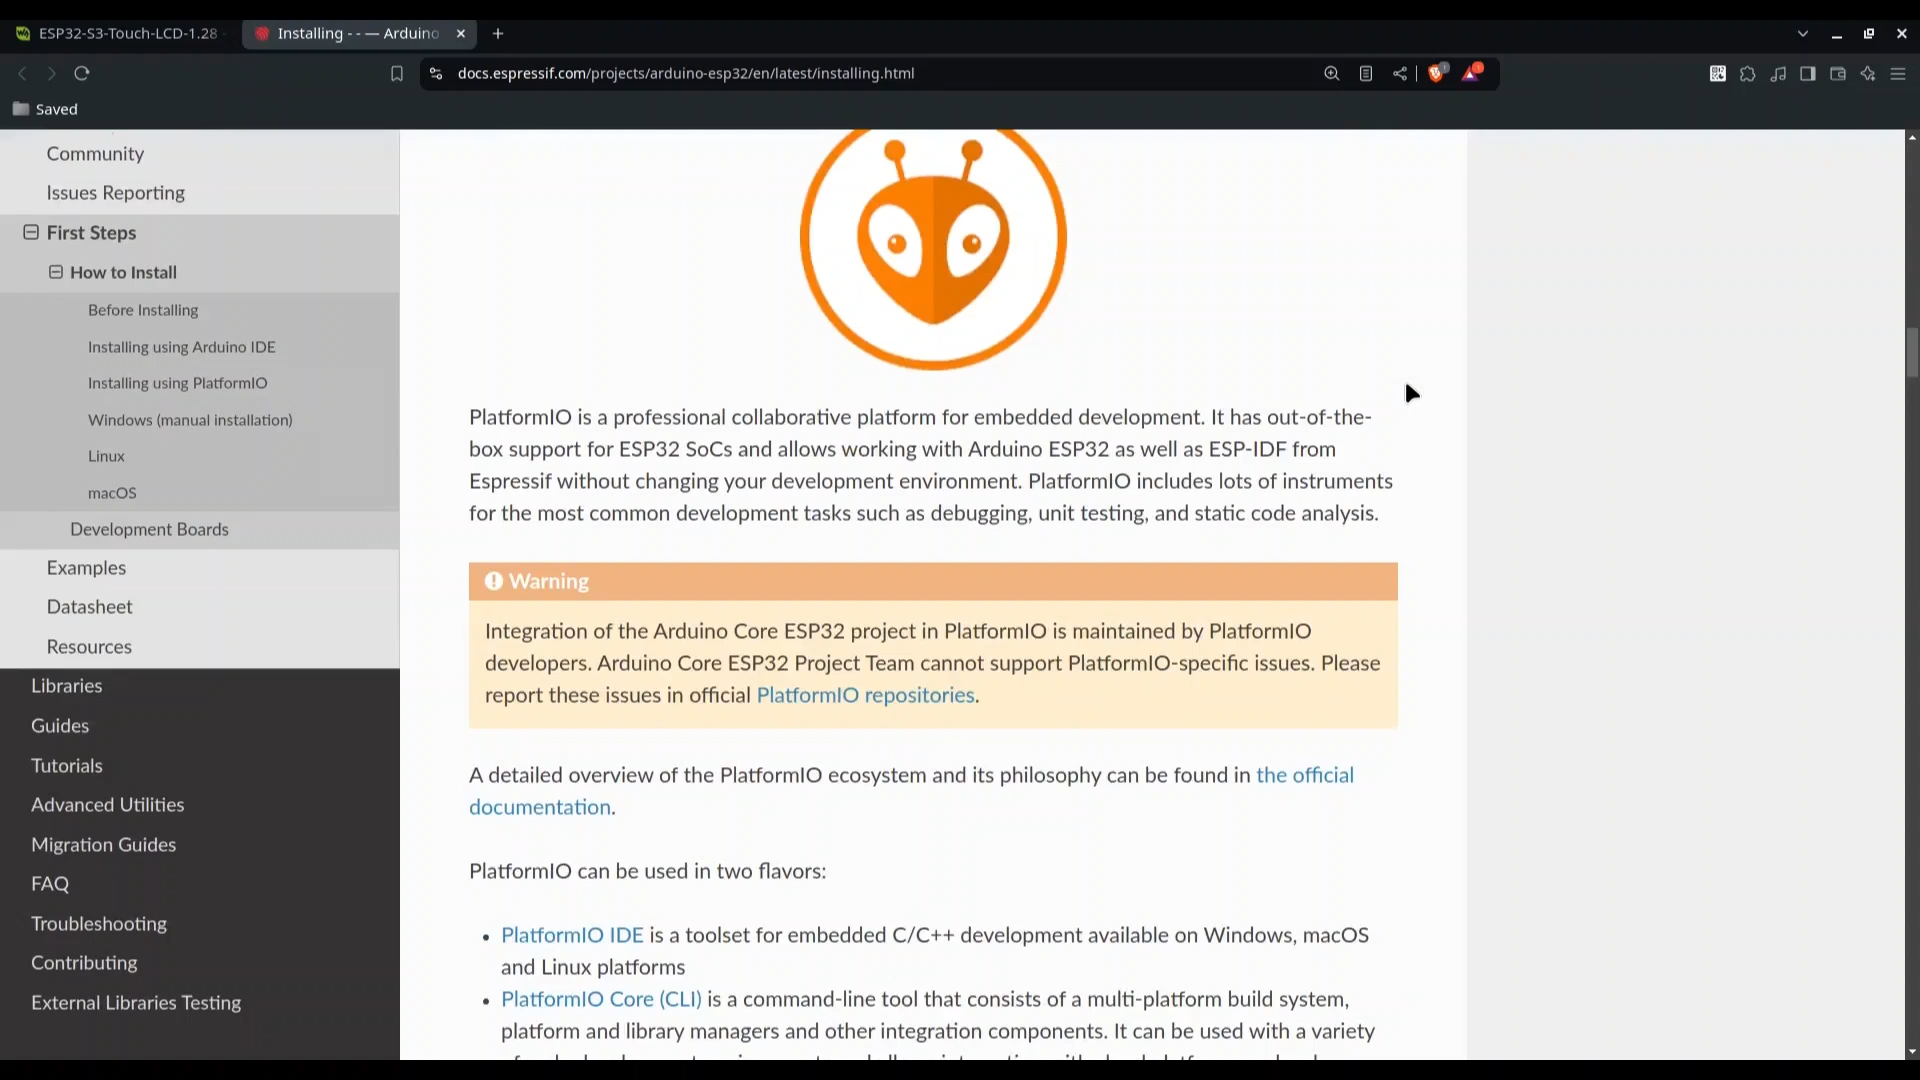 ESP32-S3-Touch-LCD-1.28
Installing - - — Arduino
docs.espressif.com/projects/arduino-esp32/en/latest/installing.html
Saved
Community
Issues Reporting
First Steps
How to Install
Before Installing
Installing using Arduino IDE
Installing using PlatformIO
Windows (manual installation)
Linux
macOS
Development Boards
Examples
Datasheet
Resources
Libraries
Guides
Tutorials
Advanced Utilities
Migration Guides
FAQ
Troubleshooting
Contributing
External Libraries Testing
PlatformIO is a professional collaborative platform for embedded development. It has out-of-the-
box support for ESP32 SoCs and allows working with Arduino ESP32 as well as ESP-IDF from
Espressif without changing your development environment. PlatformIO includes lots of instruments
for the most common development tasks such as debugging, unit testing, and static code analysis.
Warning
Integration of the Arduino Core ESP32 project in PlatformIO is maintained by PlatformIO
developers. Arduino Core ESP32 Project Team cannot support PlatformIO-specific issues. Please
report these issues in official PlatformIO repositories.
A detailed overview of the PlatformIO ecosystem and its philosophy can be found in the official
documentation.
PlatformIO can be used in two flavors:
• PlatformIO IDE is a toolset for embedded C/C++ development available on Windows, macOS
and Linux platforms
• PlatformIO Core (CLI) is a command-line tool that consists of a multi-platform build system,
platform and library managers and other integration components. It can be used with a variety